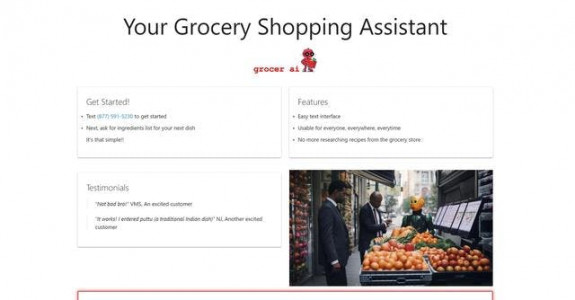 Your Grocery Shopping Assistant
grocer ai
Get Started!
Text (877) 591-0230 to get started
Next, ask for ingredients list for your next dish
It's that simple!!
Features
Easy text interface
Usable for everyone, everywhere, everytime
No more researching recipes from the grocery store
Testimonials
"Not bad bro!" VMS, An excited customer.
"It works! I entered puttu (a traditional Indian dish)" NJ, Another excited
customer